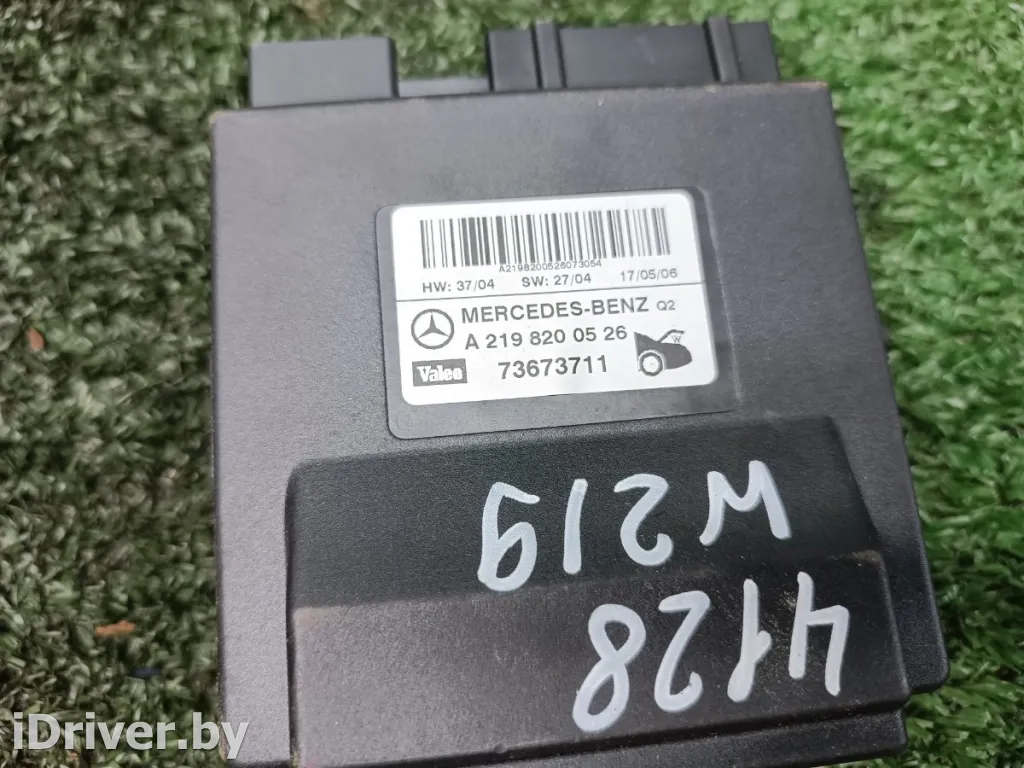 A2198200526073054
HW: 37/04 SW: 27/04 17/05/06
MERCEDES-BENZ Q2
A 219 820 05 26
Valeo 73673711
W219
4128
iDriver.by